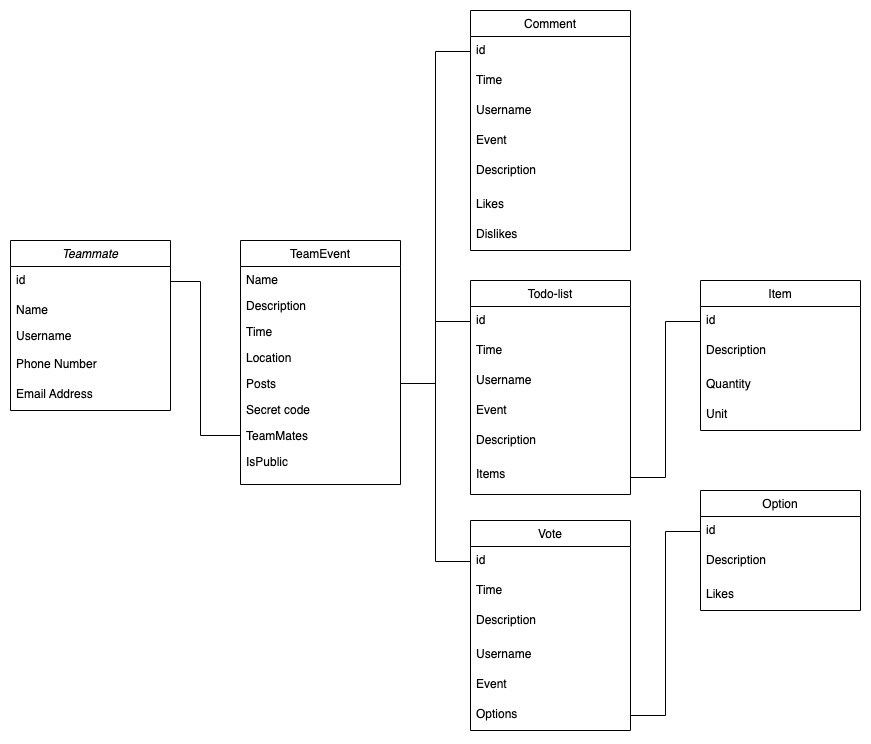 Teammate
id
Name
Username
Phone Number
Email Address
TeamEvent
Name
Description
Time
Location
Posts
Secret code
TeamMates
IsPublic
Comment
id
Time
Username
Event
Description
Likes
Dislikes
Todo-list
id
Time
Username
Event
Description
Items
Vote
id
Time
Description
Username
Event
Options
Item
id
Description
Quantity
Unit
Option
id
Description
Likes